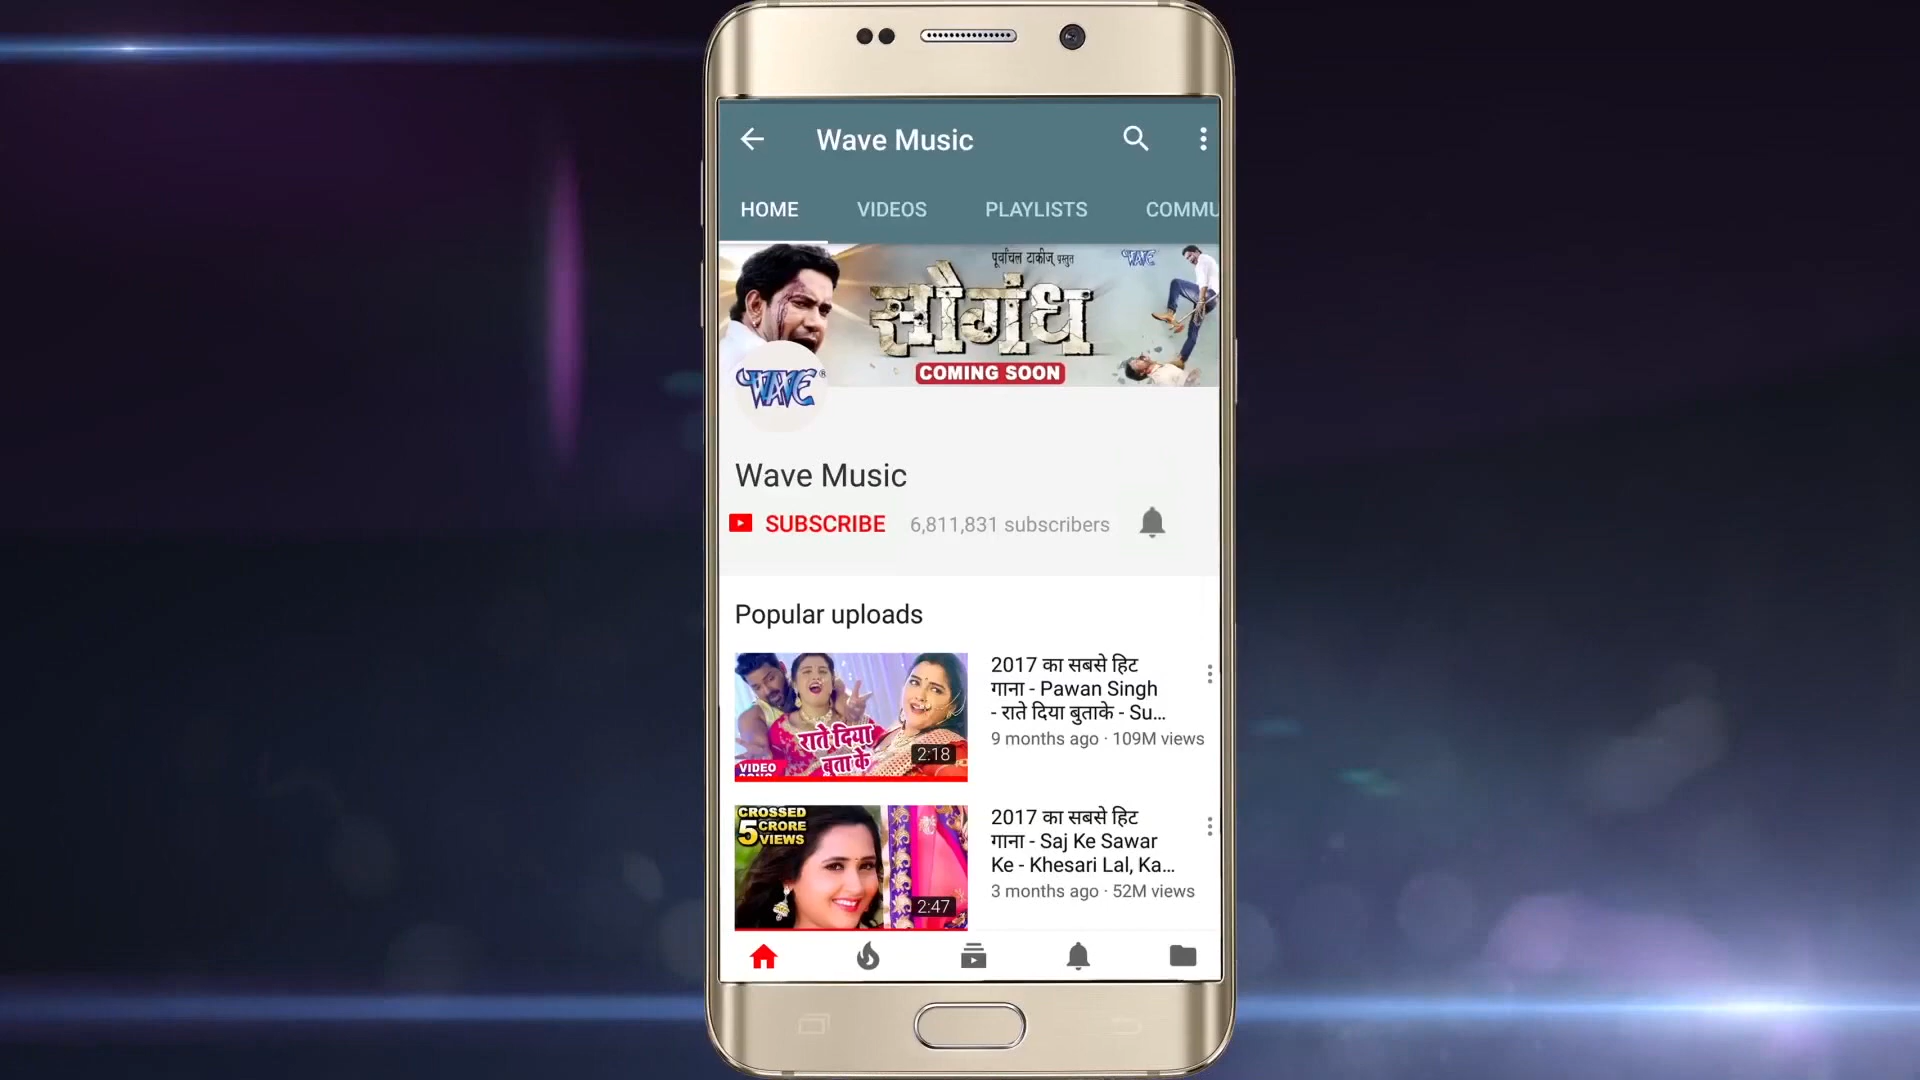 Wave Music
HOME VIDEOS PLAYLISTS COMMU
पूर्वांचल टाकीज् प्रस्तुत
WAVE
सौगंध
COMING SOON
WAVE®
Wave Music
SUBSCRIBE 6,811,831 subscribers
Popular uploads
राते दिया
बुता के
VIDEO
SONG
2:18
2017 का सबसे हिट
गाना - Pawan Singh
- राते दिया बुताके - Su...
9 months ago · 109M views
CROSSED
5 CRORE
VIEWS
2:47
2017 का सबसे हिट
गाना - Saj Ke Sawar
Ke - Khesari Lal, Ka...
3 months ago · 52M views